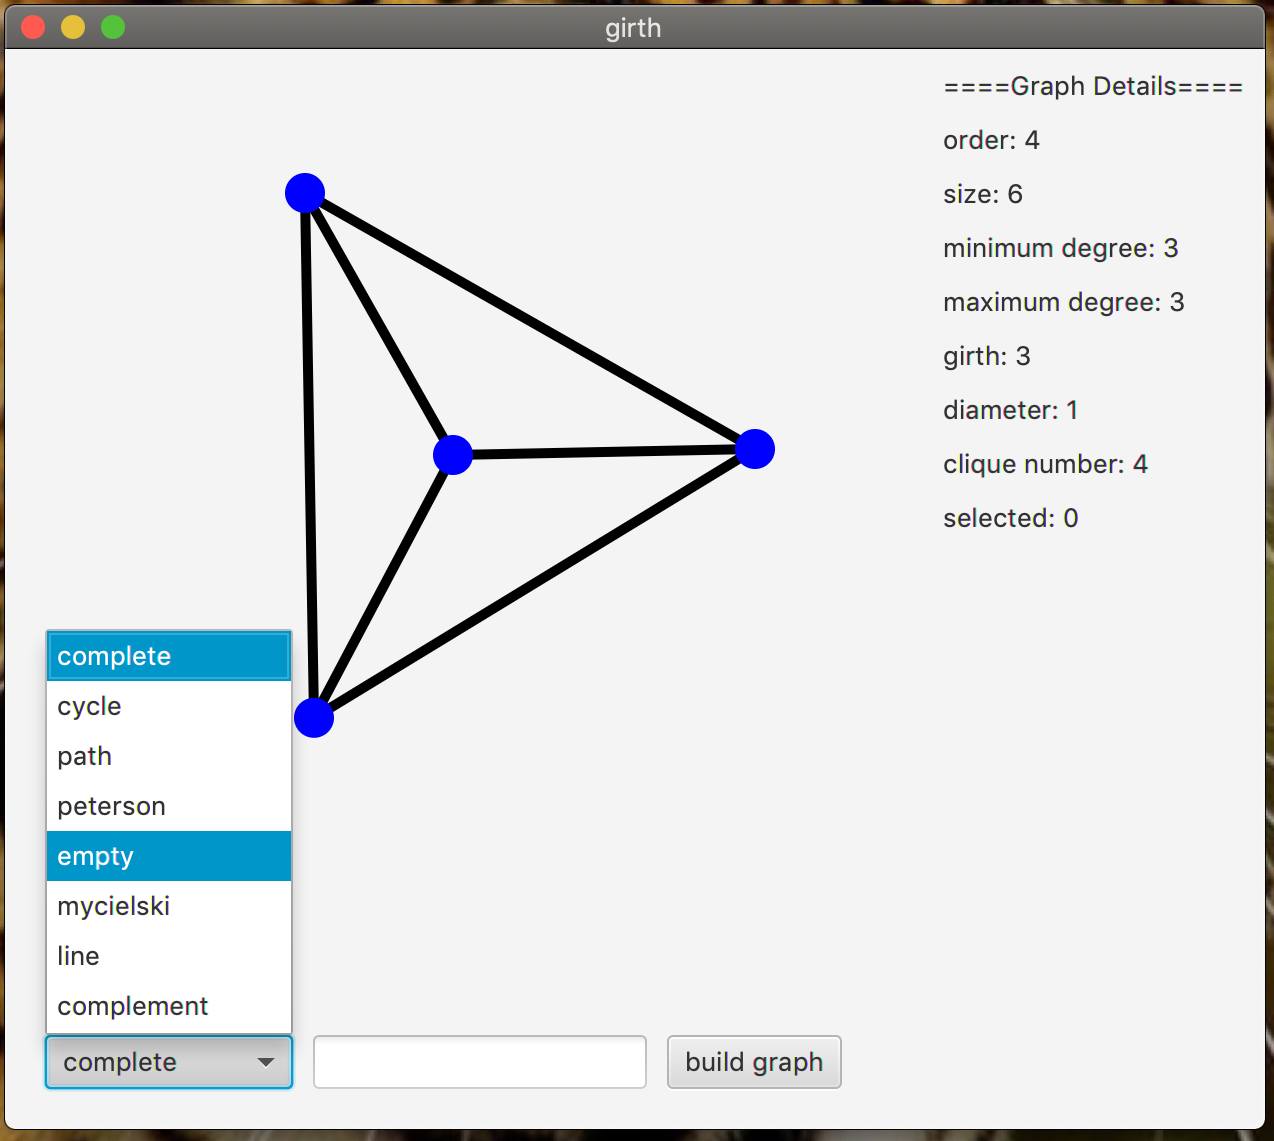 girth
====Graph Details====
order: 4
size: 6
minimum degree: 3
maximum degree: 3
girth: 3
diameter: 1
clique number: 4
selected: 0
complete
cycle
path
peterson
empty
mycielski
line
complement
complete
build graph